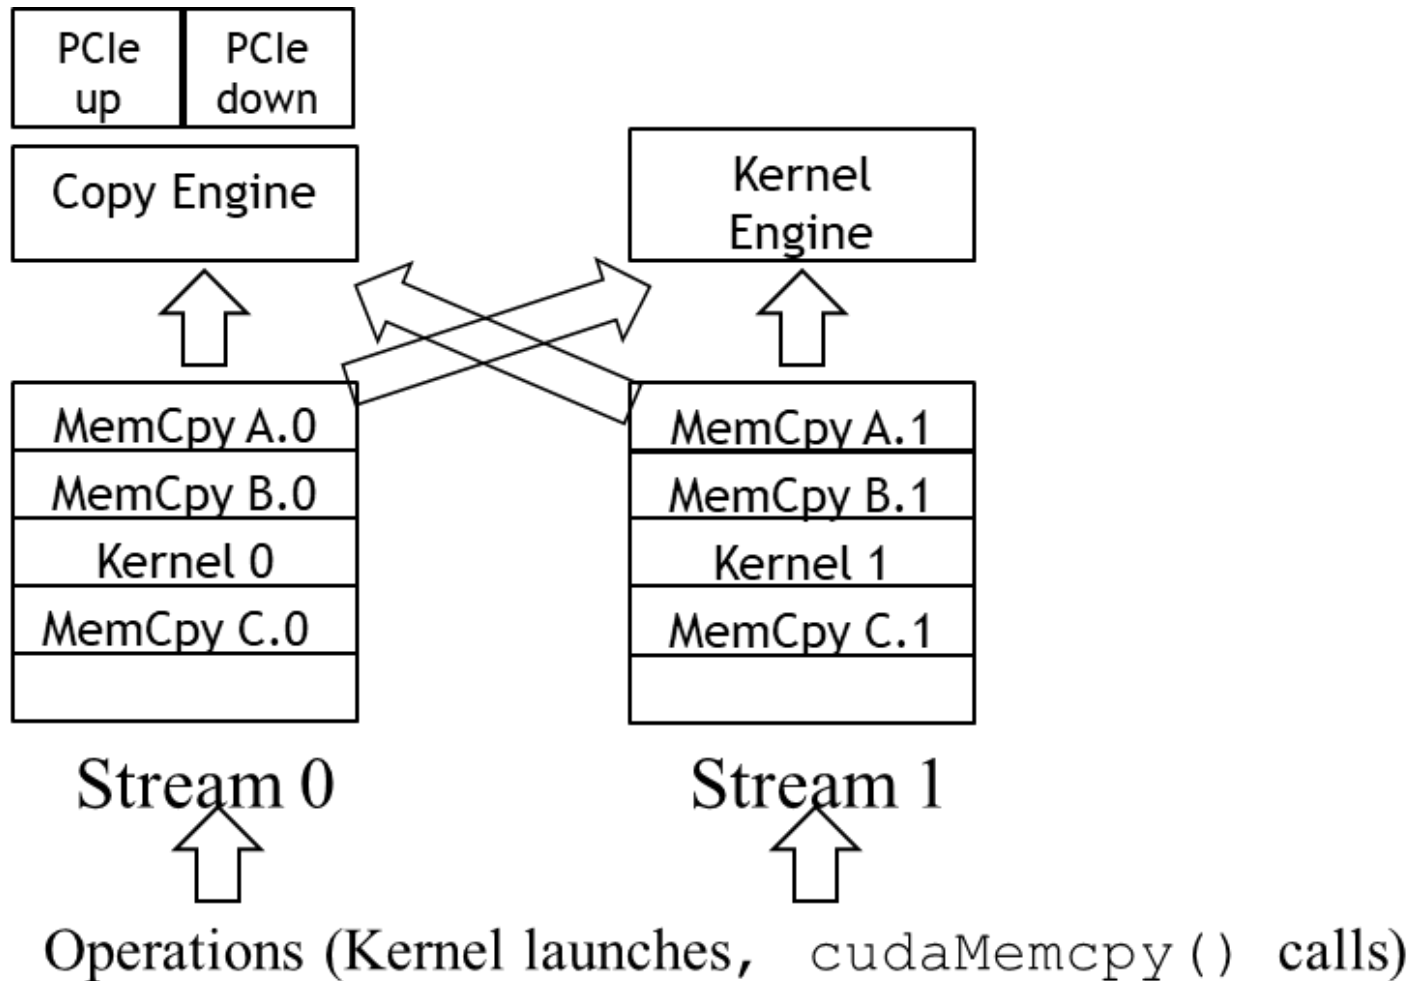 PCIe
up
PCIe
down
Copy Engine
Kernel
Engine
MemCpy A.0
MemCpy B.0
Kernel 0
MemCpy C.0
MemCpy A.1
MemCpy B.1
Kernel 1
MemCpy C.1
Stream 0
Stream 1
Operations (Kernel launches, cudaMemcpy() calls)